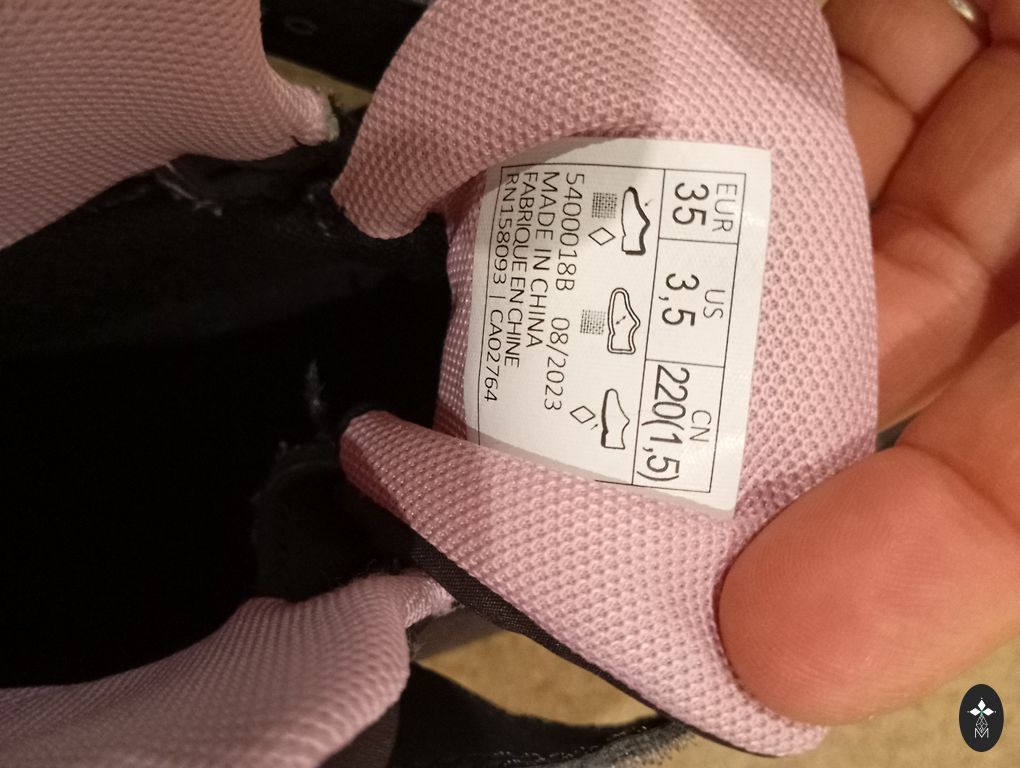 EUR US CN
35 3,5 220(1,5)
5400018B 08/2023
MADE IN CHINA
FABRIQUE EN CHINE
RN158093 | CA02764
M